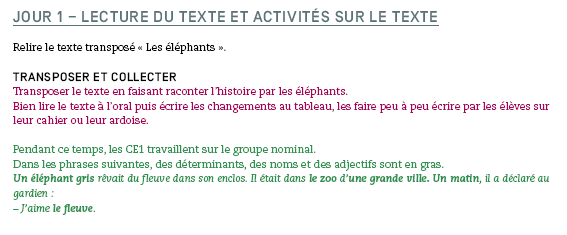 JOUR 1 – LECTURE DU TEXTE ET ACTIVITÉS SUR LE TEXTE
Relire le texte transposé « Les éléphants ».
TRANSPOSER ET COLLECTER
Transposer le texte en faisant raconter l'histoire par les éléphants.
Bien lire le texte à l'oral puis écrire les changements au tableau, les faire peu à peu écrire par les élèves sur
leur cahier ou leur ardoise.
Pendant ce temps, les CE1 travaillent sur le groupe nominal.
Dans les phrases suivantes, des déterminants, des noms et des adjectifs sont en gras.
Un éléphant gris rêvait du fleuve dans son enclos. Il était dans le zoo d'une grande ville. Un matin, il a déclaré au
gardien :
– J'aime le fleuve.